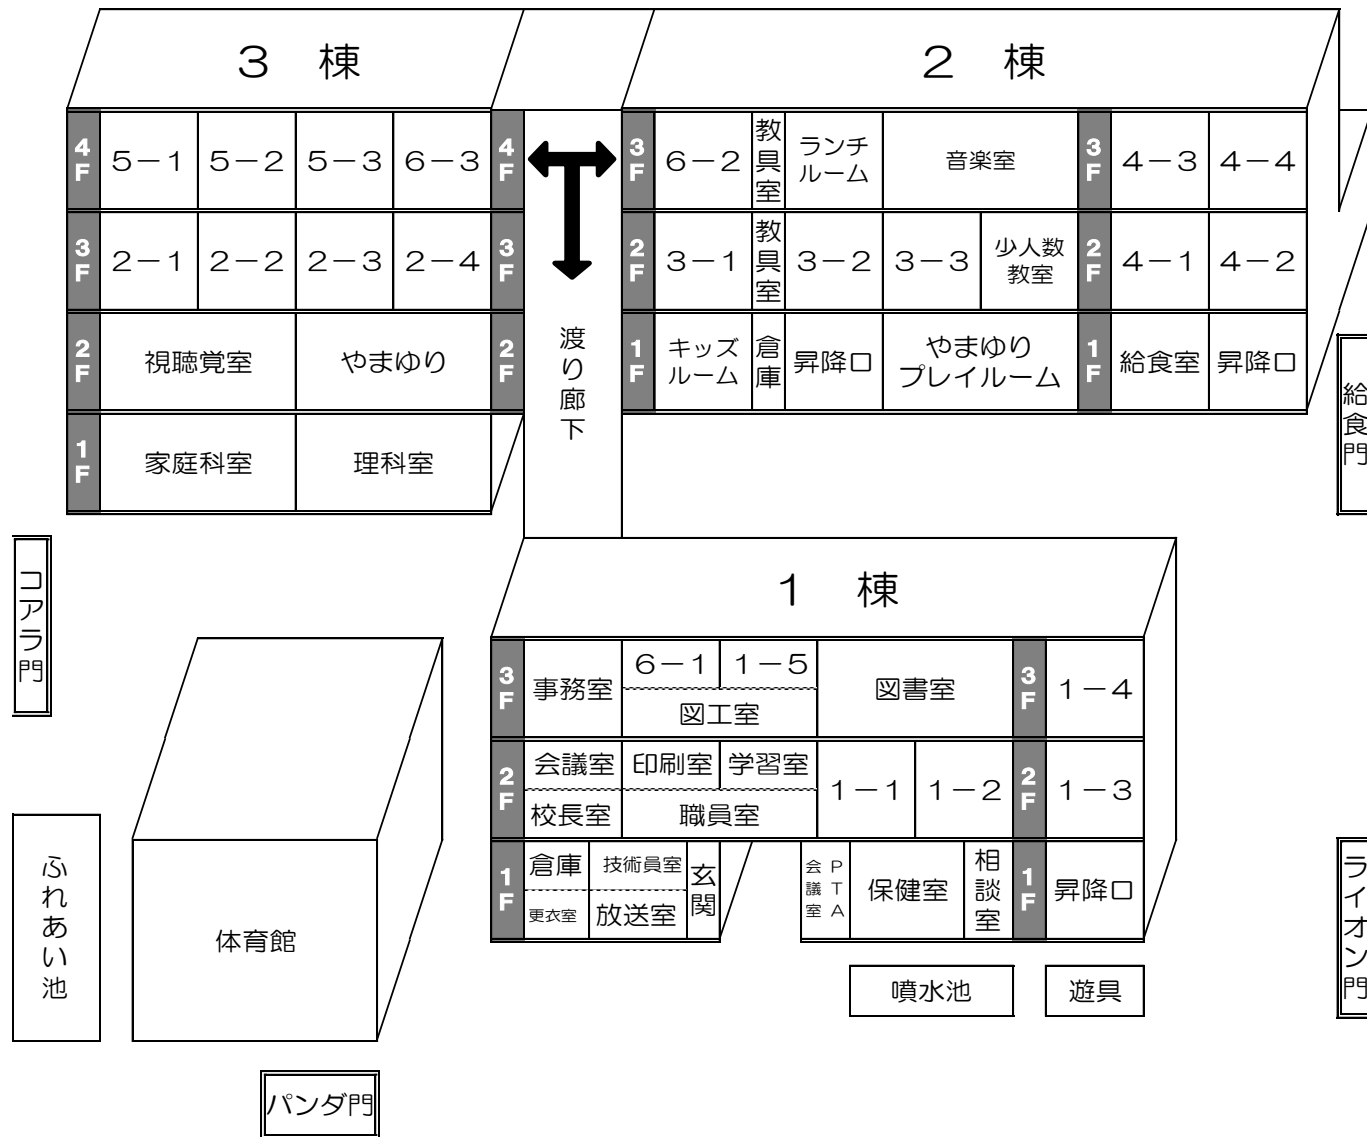 3 棟
2 棟
4F
5-1
5-2
5-3
6-3
4F
3F
6-2
教具室
ランチ
ルーム
音楽室
3F
4-3
4-4
3F
2-1
2-2
2-3
2-4
3F
2F
3-1
教具室
3-2
3-3
少人数
教室
2F
4-1
4-2
2F
視聴覚室
やまゆり
2F
渡り廊下
1F
キッズ
ルーム
倉庫
昇降口
やまゆり
プレイルーム
1F
給食室
昇降口
給食門
1F
家庭科室
理科室
コアラ門
1 棟
3F
事務室
6-1
1-5
図工室
図書室
3F
1-4
2F
会議室
印刷室
学習室
校長室
職員室
1-1
1-2
2F
1-3
1F
倉庫
技術員室
更衣室
放送室
玄関
PTA
会議室
保健室
相談室
1F
昇降口
ふれあい池
体育館
噴水池
遊具
ライオン門
パンダ門